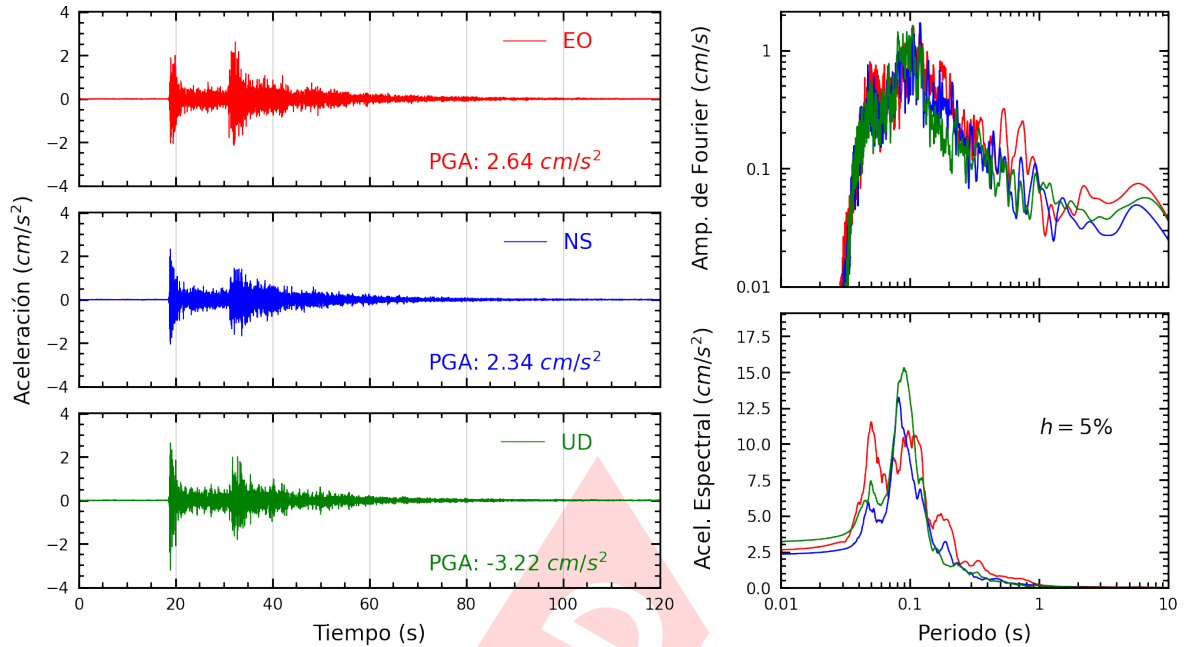 Aceleración (cm/s²)
4
2
0
−2
−4
EO
PGA: 2.64 cm/s²
4
2
0
−2
−4
NS
PGA: 2.34 cm/s²
4
2
0
−2
−4
UD
PGA: -3.22 cm/s²
0 20 40 60 80 100 120
Tiempo (s)
Amp. de Fourier (cm/s)
1
0.1
0.01
Acel. Espectral (cm/s²)
17.5
15.0
12.5
10.0
7.5
5.0
2.5
0.0
h = 5%
0.01 0.1 1 10
Periodo (s)